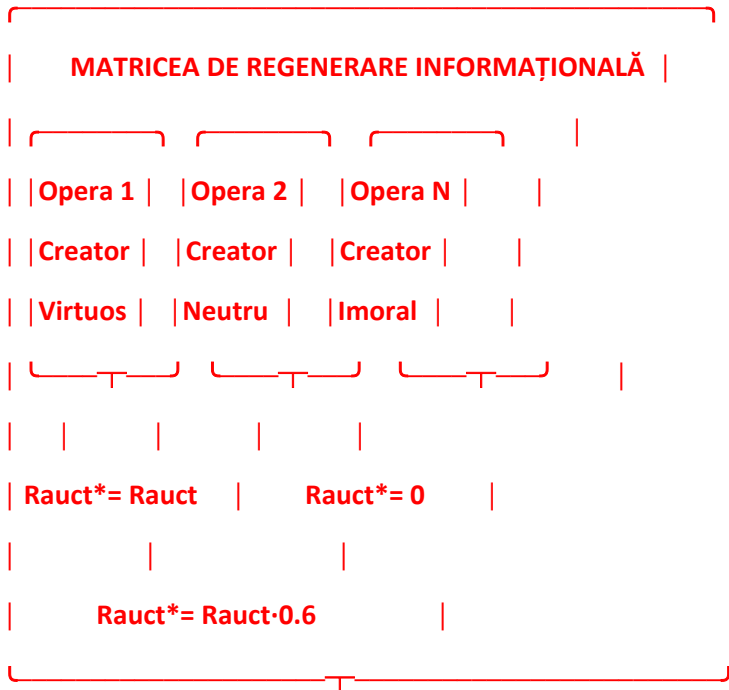 MATRICEA DE REGENERARE INFORMAȚIONALĂ
Opera 1 Opera 2 Opera N
Creator Creator Creator
Virtuos Neutru Imoral
Rauct*= Rauct Rauct*= 0
Rauct*= Rauct·0.6